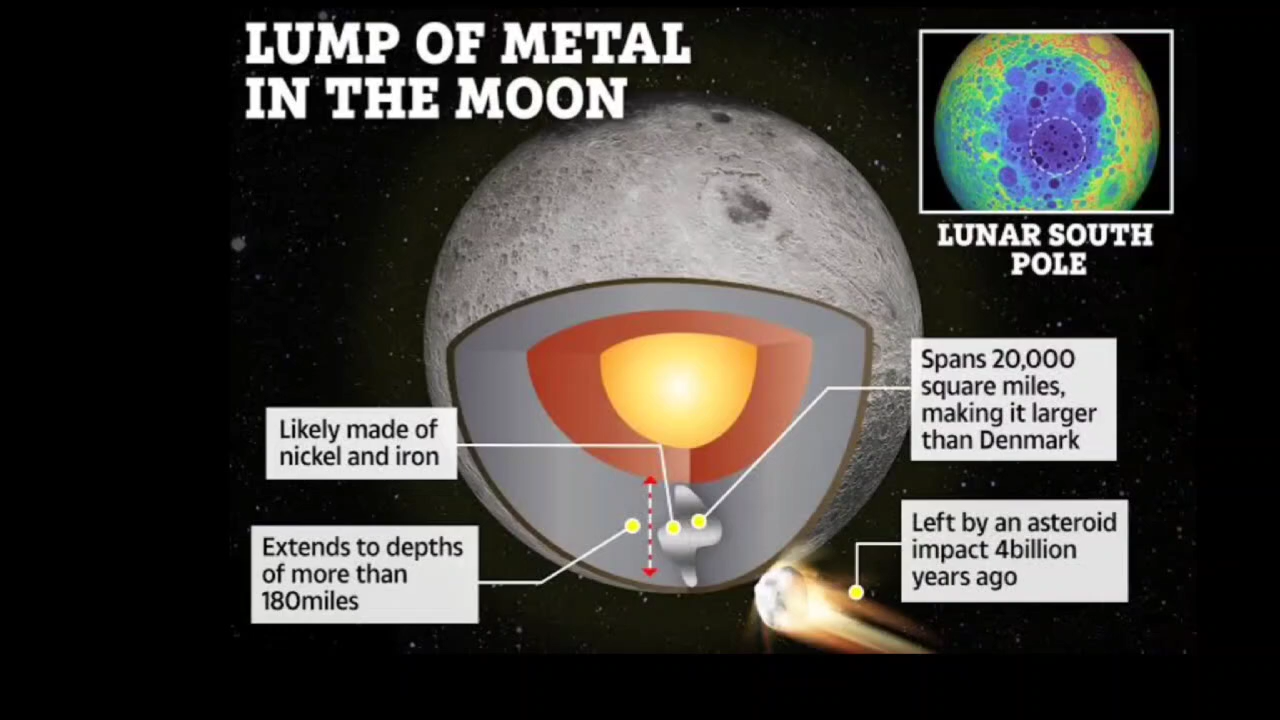 LUMP OF METAL
IN THE MOON
LUNAR SOUTH
POLE
Spans 20,000
square miles,
making it larger
than Denmark
Likely made of
nickel and iron
Left by an asteroid
impact 4billion
years ago
Extends to depths
of more than
180miles